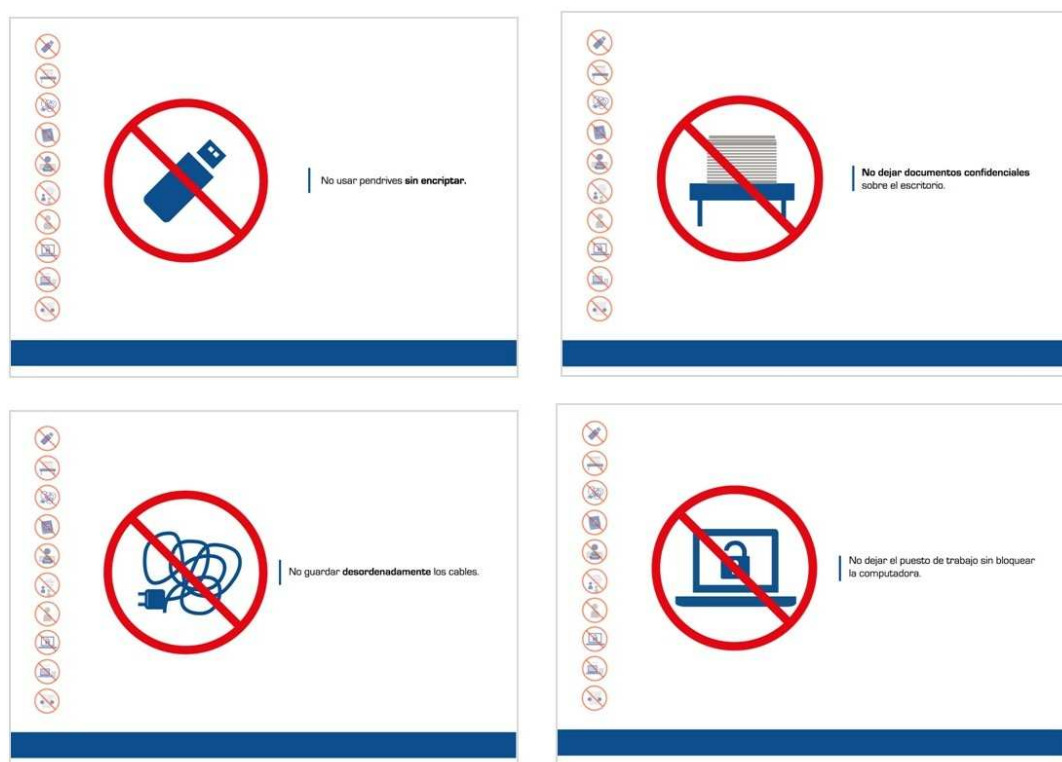 No usar pendrives sin encriptar.
No dejar documentos confidenciales
sobre el escritorio.
No guardar desordenadamente los cables.
No dejar el puesto de trabajo sin bloquear
la computadora.